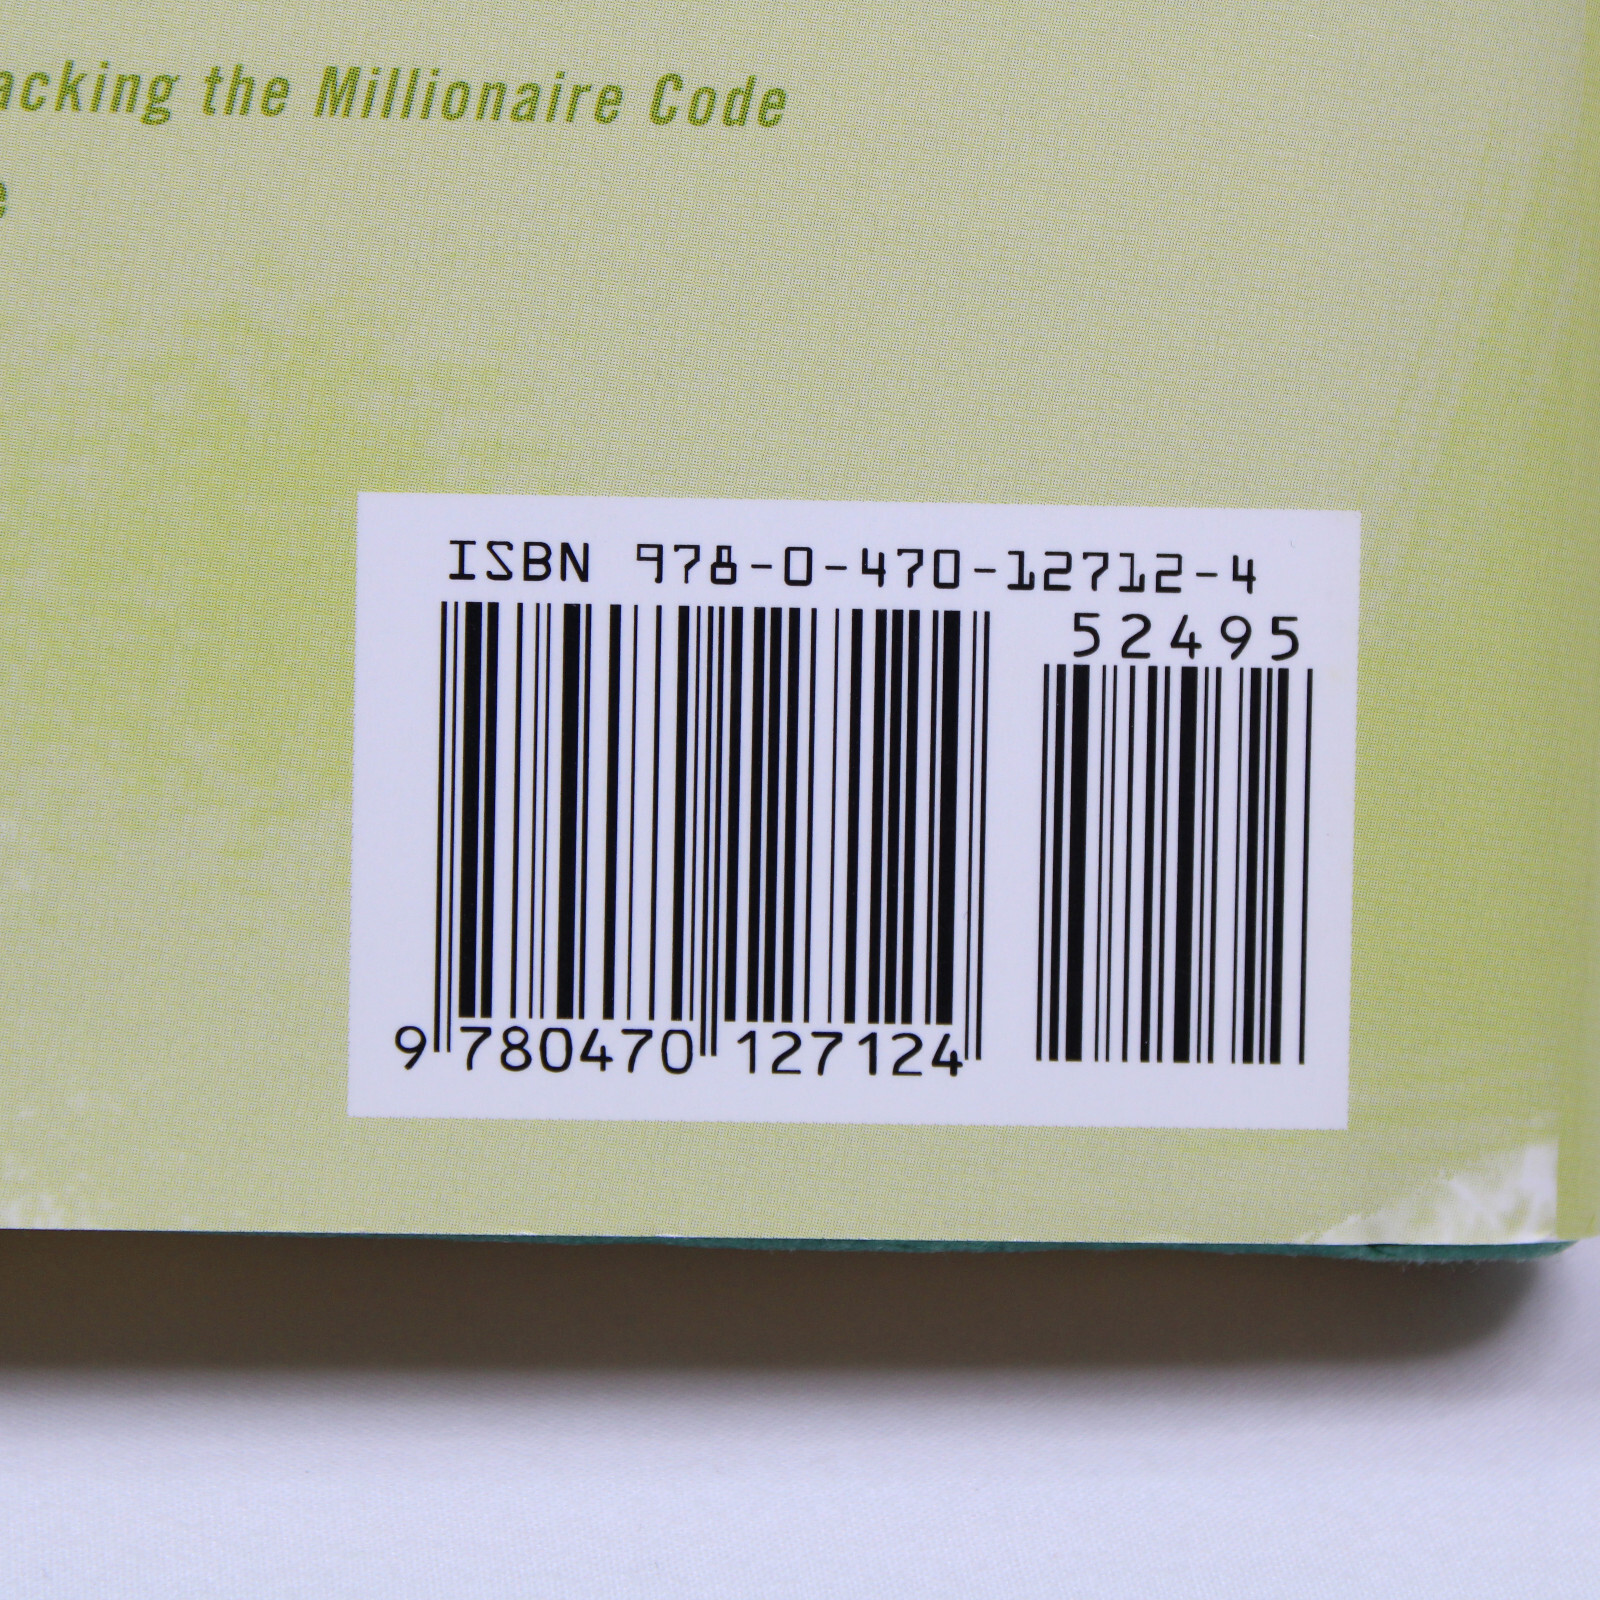 acking the Millionaire Code
e
ISBN 978-0-470-12712-4
52495
9 780470 127124